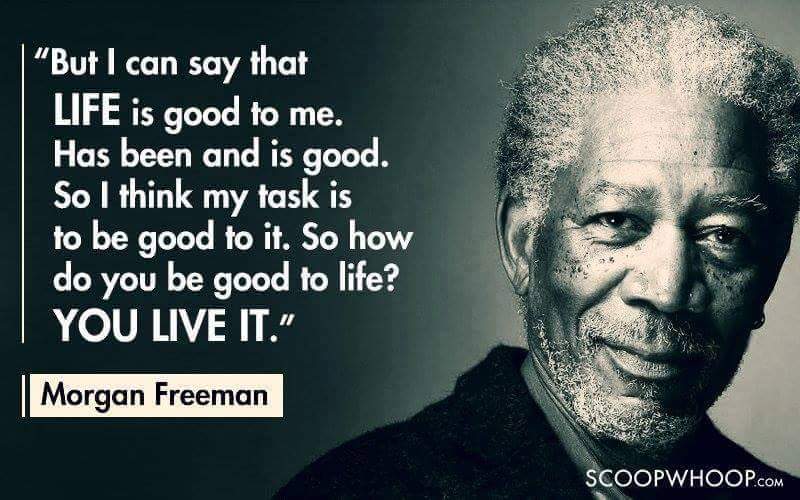 “But I can say that
LIFE is good to me.
Has been and is good.
So I think my task is
to be good to it. So how
do you be good to life?
YOU LIVE IT.”
Morgan Freeman
SCOOPWHOOP.COM